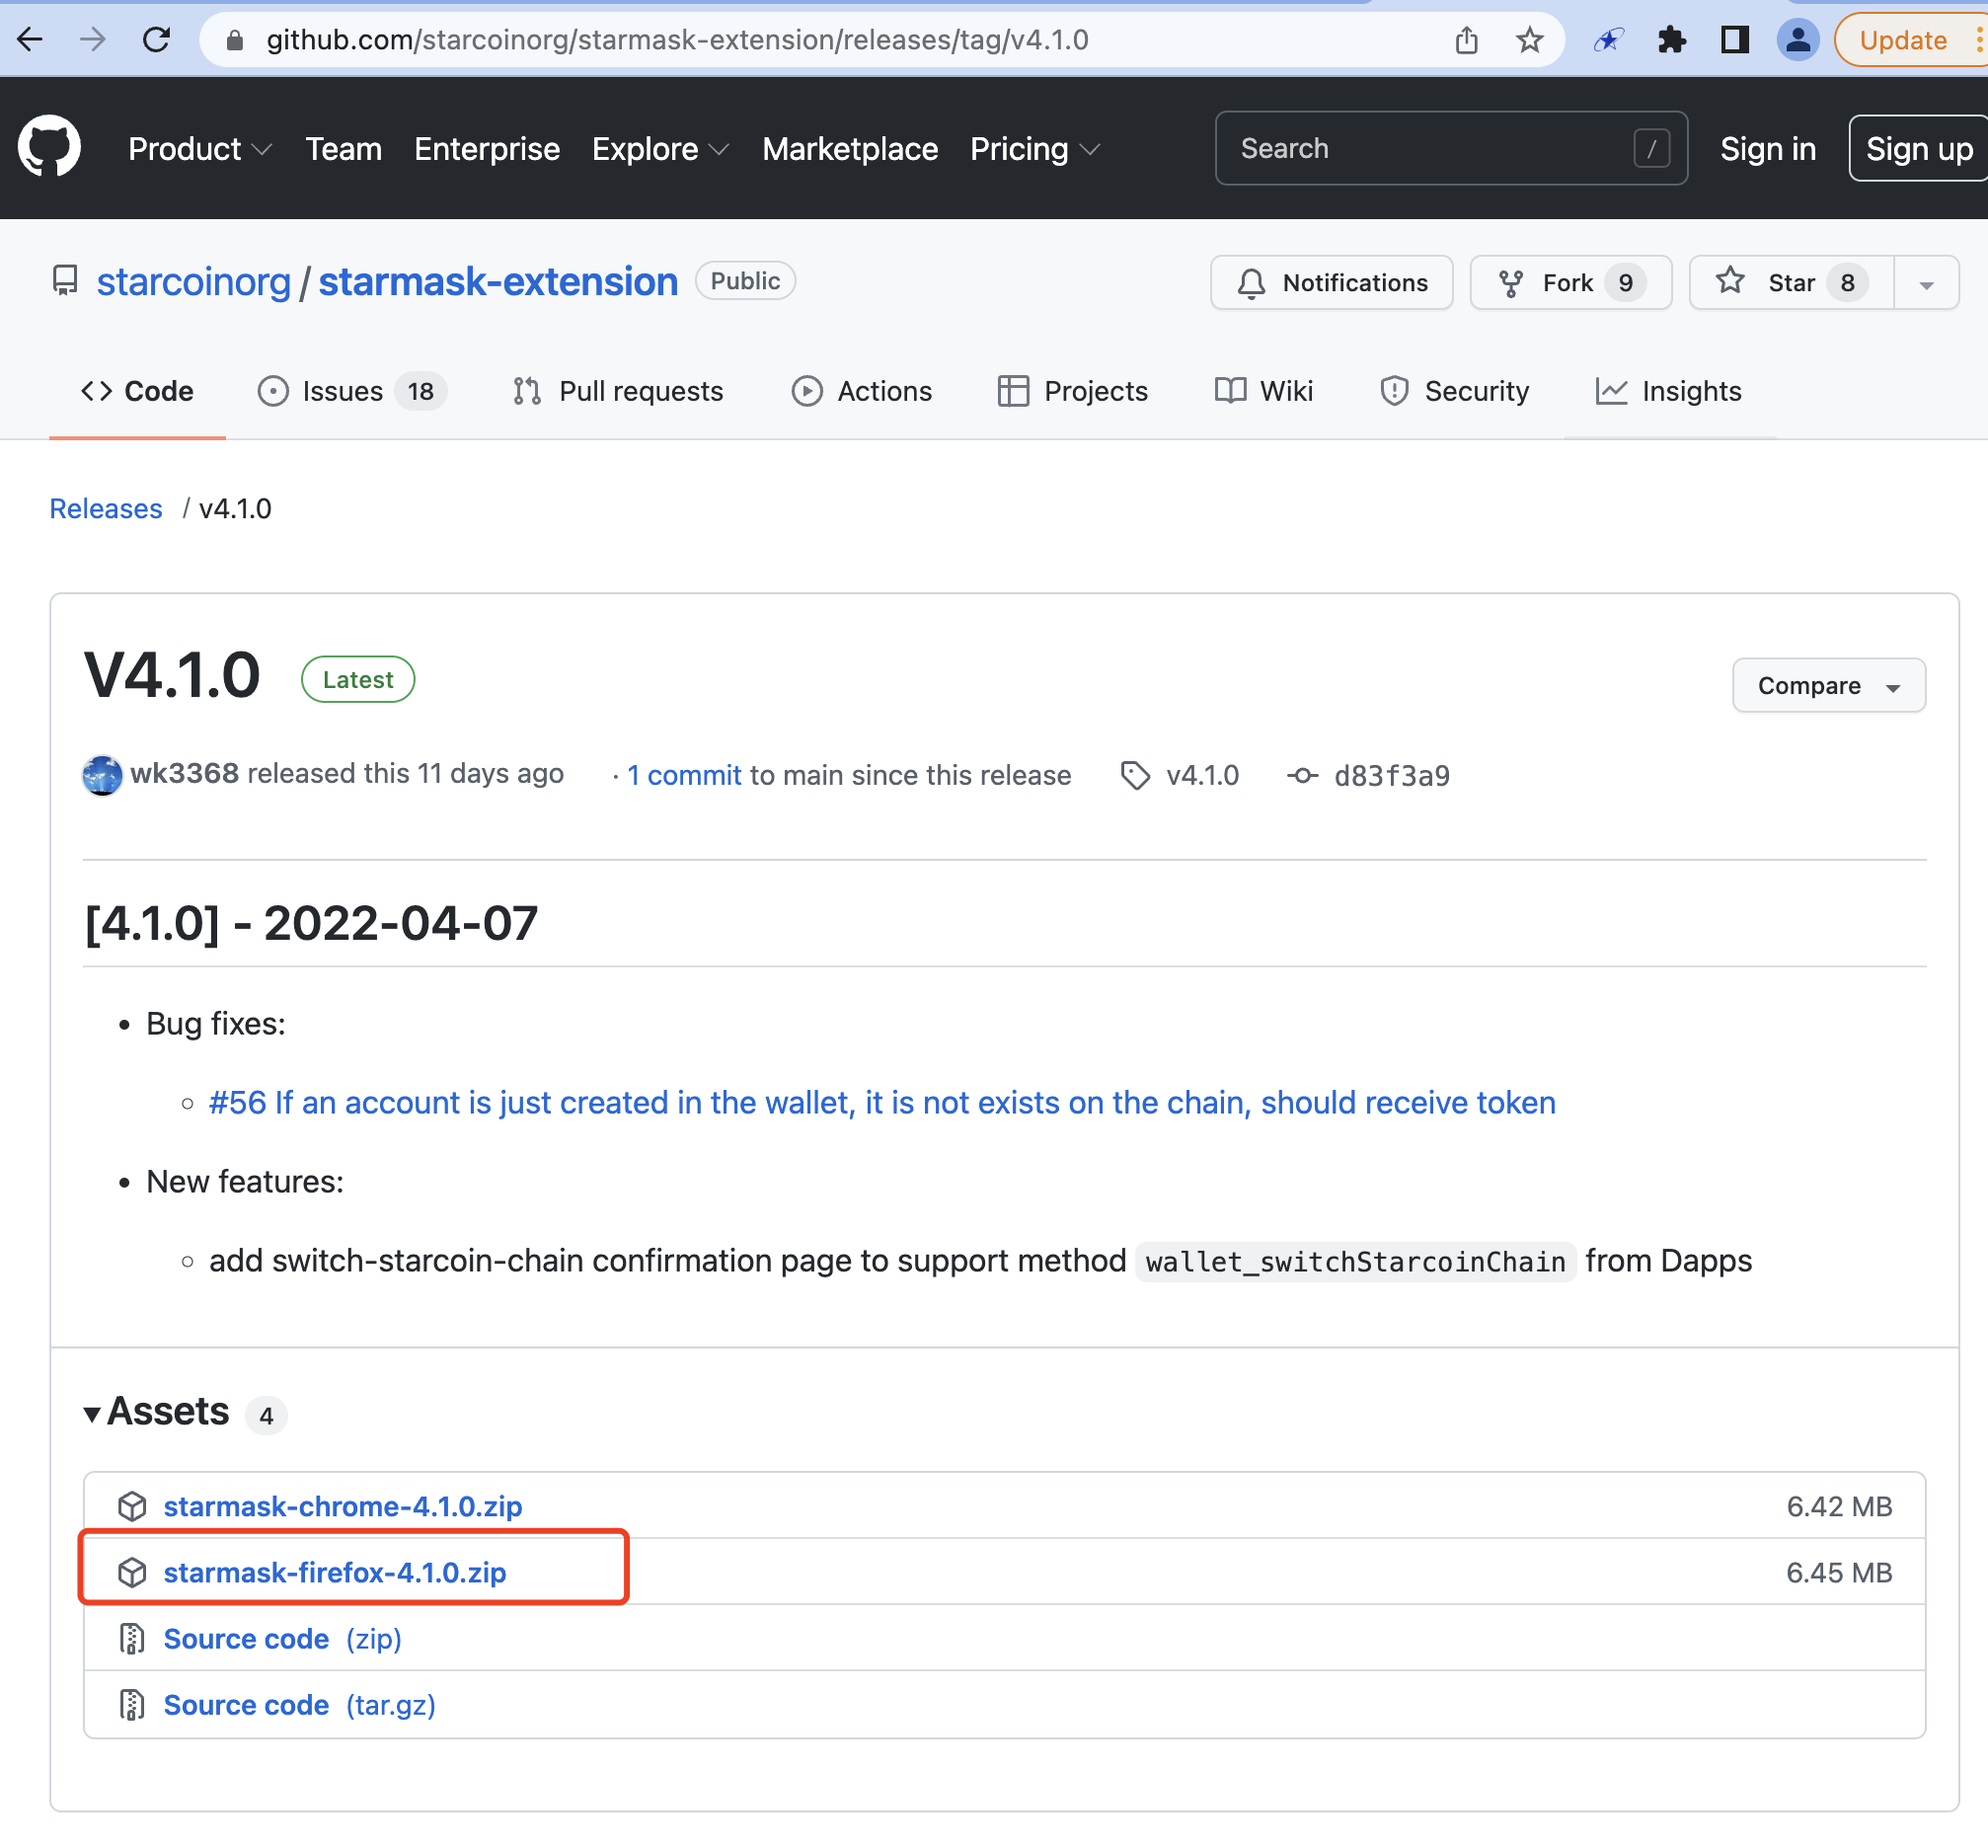 github.com/starcoinorg/starmask-extension/releases/tag/v4.1.0
Update
Product Team Enterprise Explore Marketplace Pricing Search / Sign in Sign up
starcoinorg / starmask-extension Public Notifications Fork 9 Star 8
Code Issues 18 Pull requests Actions Projects Wiki Security Insights
Releases / v4.1.0
V4.1.0 Latest Compare
wk3368 released this 11 days ago · 1 commit to main since this release v4.1.0 d83f3a9
[4.1.0] - 2022-04-07
• Bug fixes:
◦ #56 If an account is just created in the wallet, it is not exists on the chain, should receive token
• New features:
◦ add switch-starcoin-chain confirmation page to support method wallet_switchStarcoinChain from Dapps
Assets 4
starmask-chrome-4.1.0.zip 6.42 MB
starmask-firefox-4.1.0.zip 6.45 MB
Source code (zip)
Source code (tar.gz)